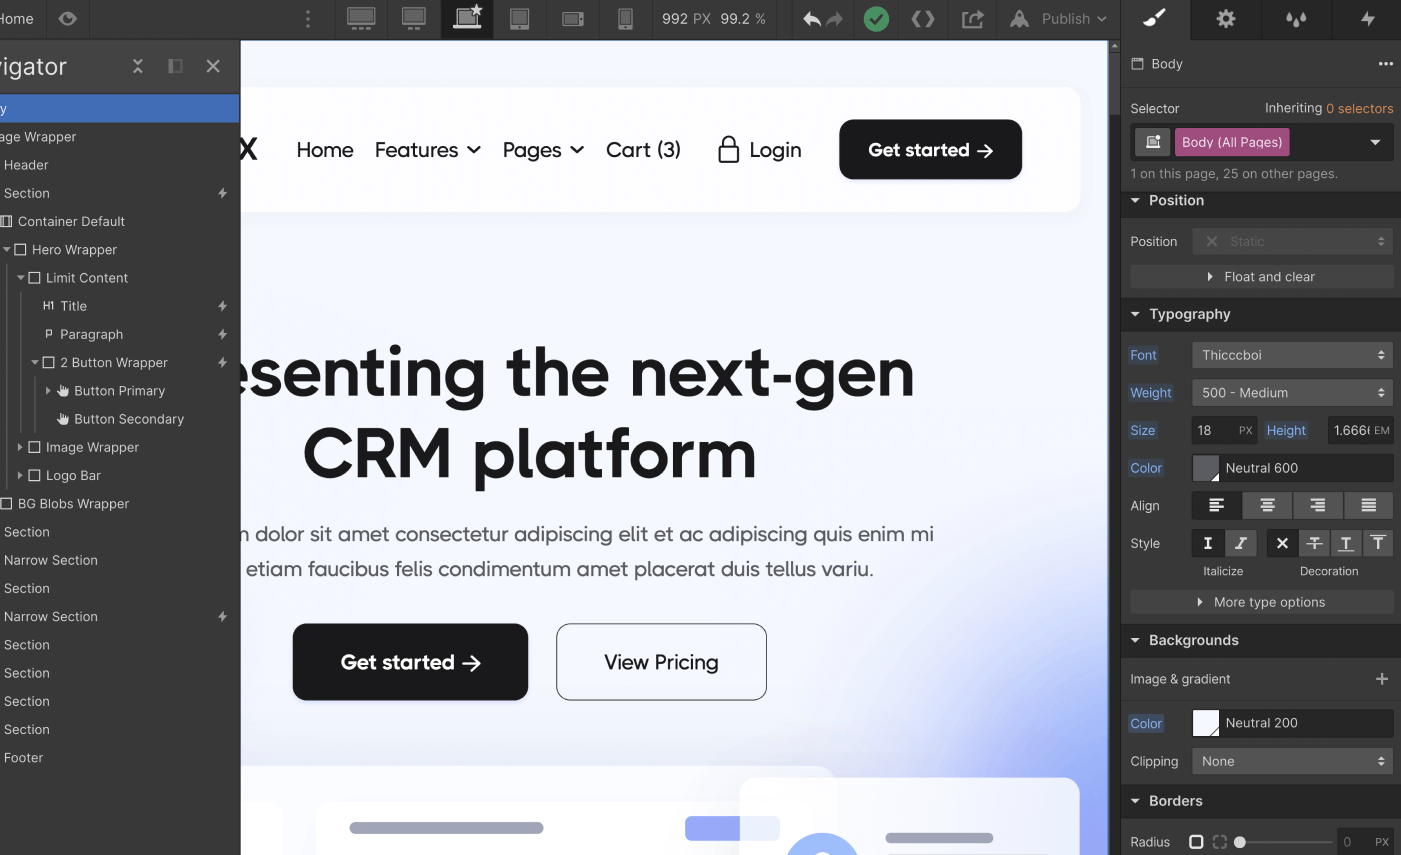 Home
992 PX 99.2 %
Publish
vigator
y
age Wrapper
Header
Section
Container Default
Hero Wrapper
Limit Content
H1 Title
Paragraph
2 Button Wrapper
Button Primary
Button Secondary
Image Wrapper
Logo Bar
BG Blobs Wrapper
Section
Narrow Section
Section
Narrow Section
Section
Section
Section
Section
Footer
X Home Features Pages Cart (3) Login Get started →
esenting the next-gen
CRM platform
dolor sit amet consectetur adipiscing elit et ac adipiscing quis enim mi
etiam faucibus felis condimentum amet placerat duis tellus variu.
Get started →
View Pricing
Body
Selector Inheriting 0 selectors
Body (All Pages)
1 on this page, 25 on other pages.
Position
Position Static
Float and clear
Typography
Font Thicccboi
Weight 500 - Medium
Size 18 PX Height 1.666 EM
Color Neutral 600
Align
Style
Italicize Decoration
More type options
Backgrounds
Image & gradient
Color Neutral 200
Clipping None
Borders
Radius 0 PX